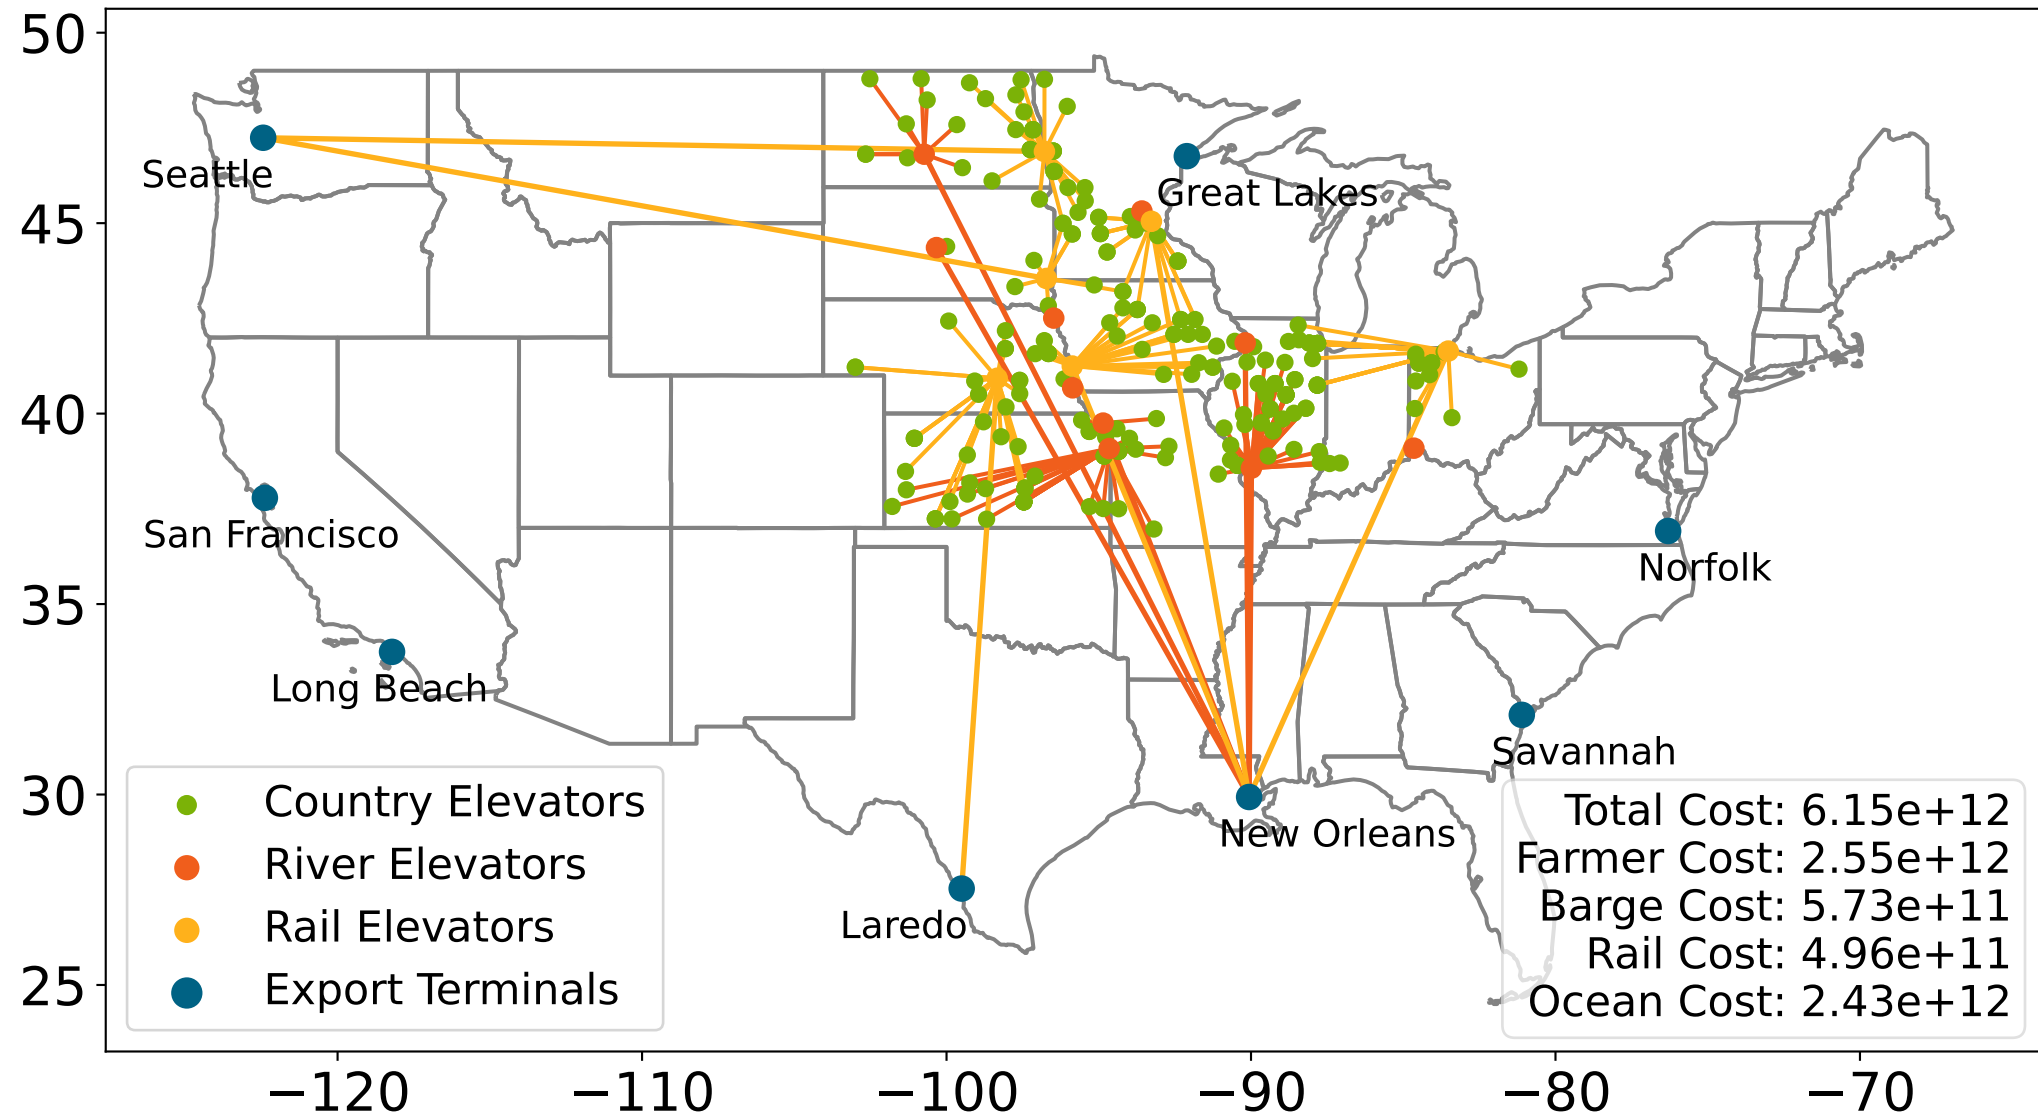 50
45
40
35
30
25
−120
−110
−100
−90
−80
−70
Seattle
Great Lakes
San Francisco
Norfolk
Long Beach
Savannah
New Orleans
Laredo
Country Elevators
River Elevators
Rail Elevators
Export Terminals
Total Cost: 6.15e+12
Farmer Cost: 2.55e+12
Barge Cost: 5.73e+11
Rail Cost: 4.96e+11
Ocean Cost: 2.43e+12